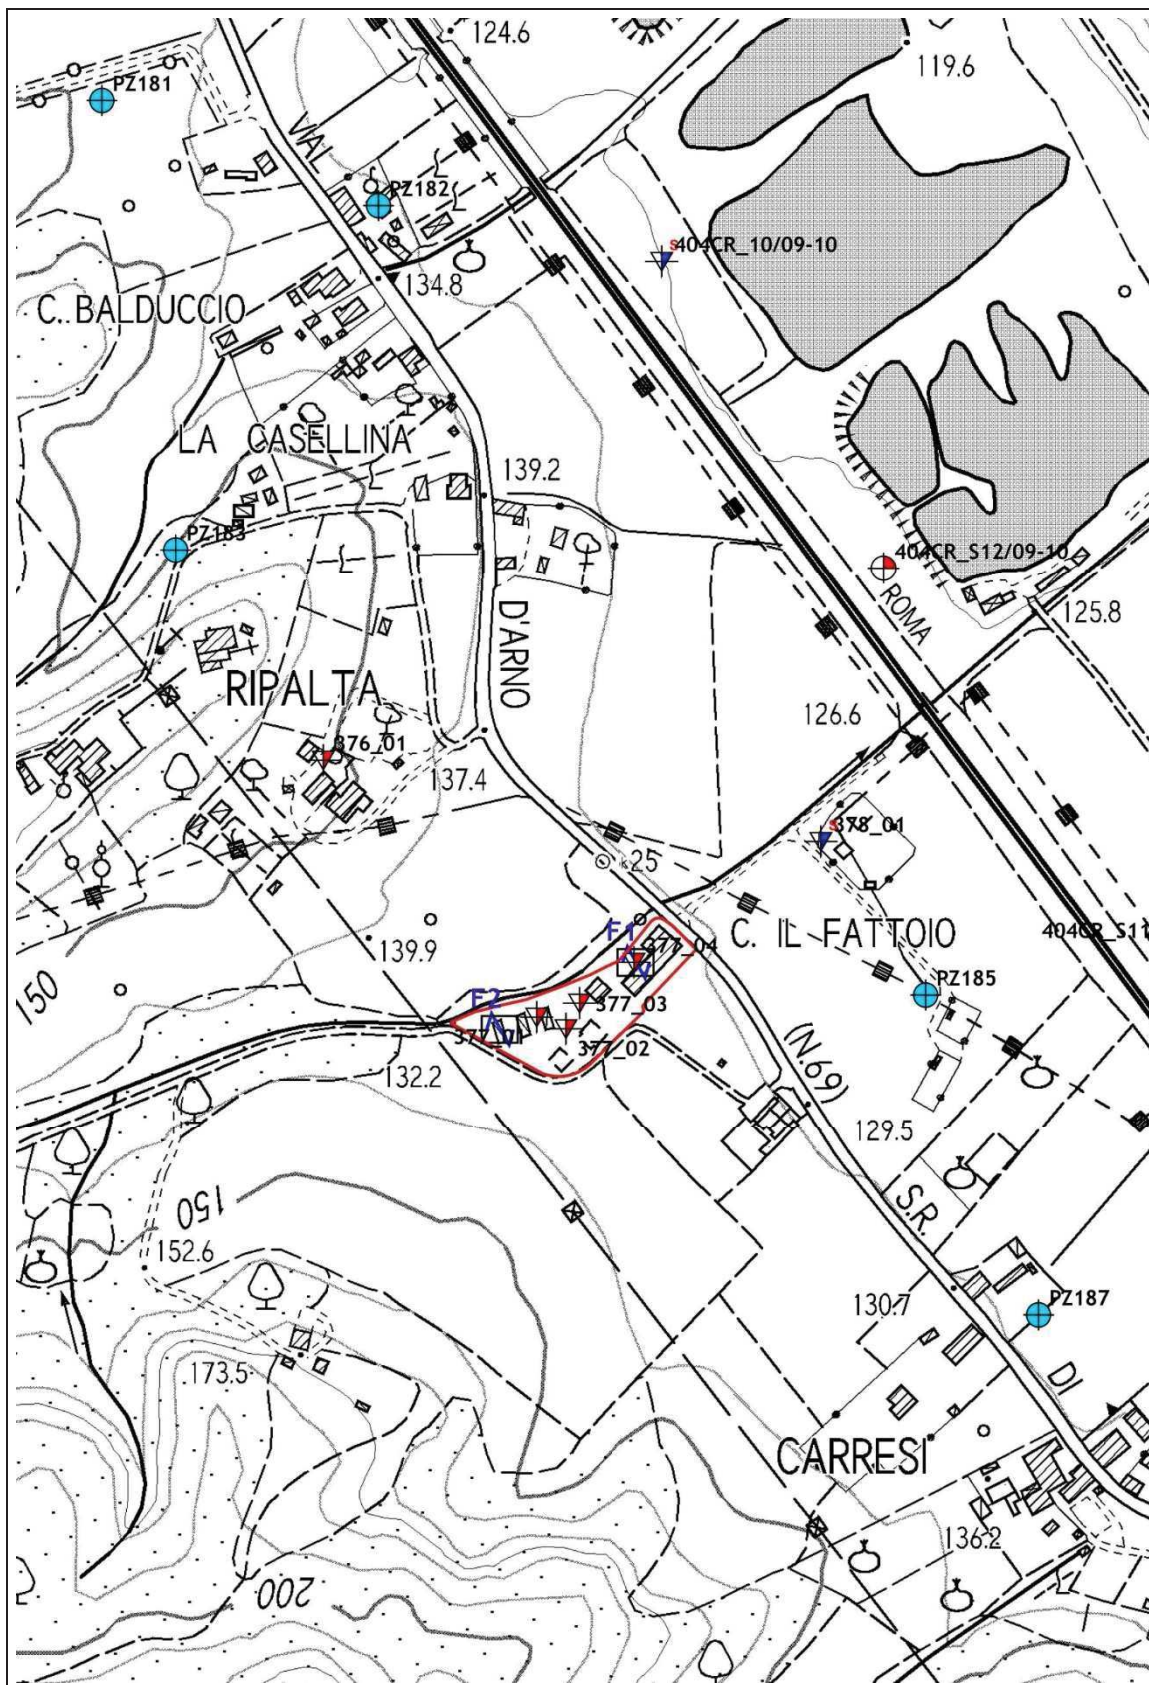 124.6
119.6
PZ181
VIAL
PZ182
s
404CR_10/09-10
134.8
C. BALDUCCIO
LA CASELLINA
139.2
PZ183
404CR_S12/09-10
ROMA
125.8
D'ARNO
RIPALTA
126.6
376_01
137.4
s
378_01
25
F1
377_04
C. IL FATTOIO
404CR_S11
139.9
150
PZ185
F2
377_03
377_01
377_02
(N.69)
132.2
129.5
150
S.R.
152.6
130.7
PZ187
173.5
DI
CARRESI
136.2
200